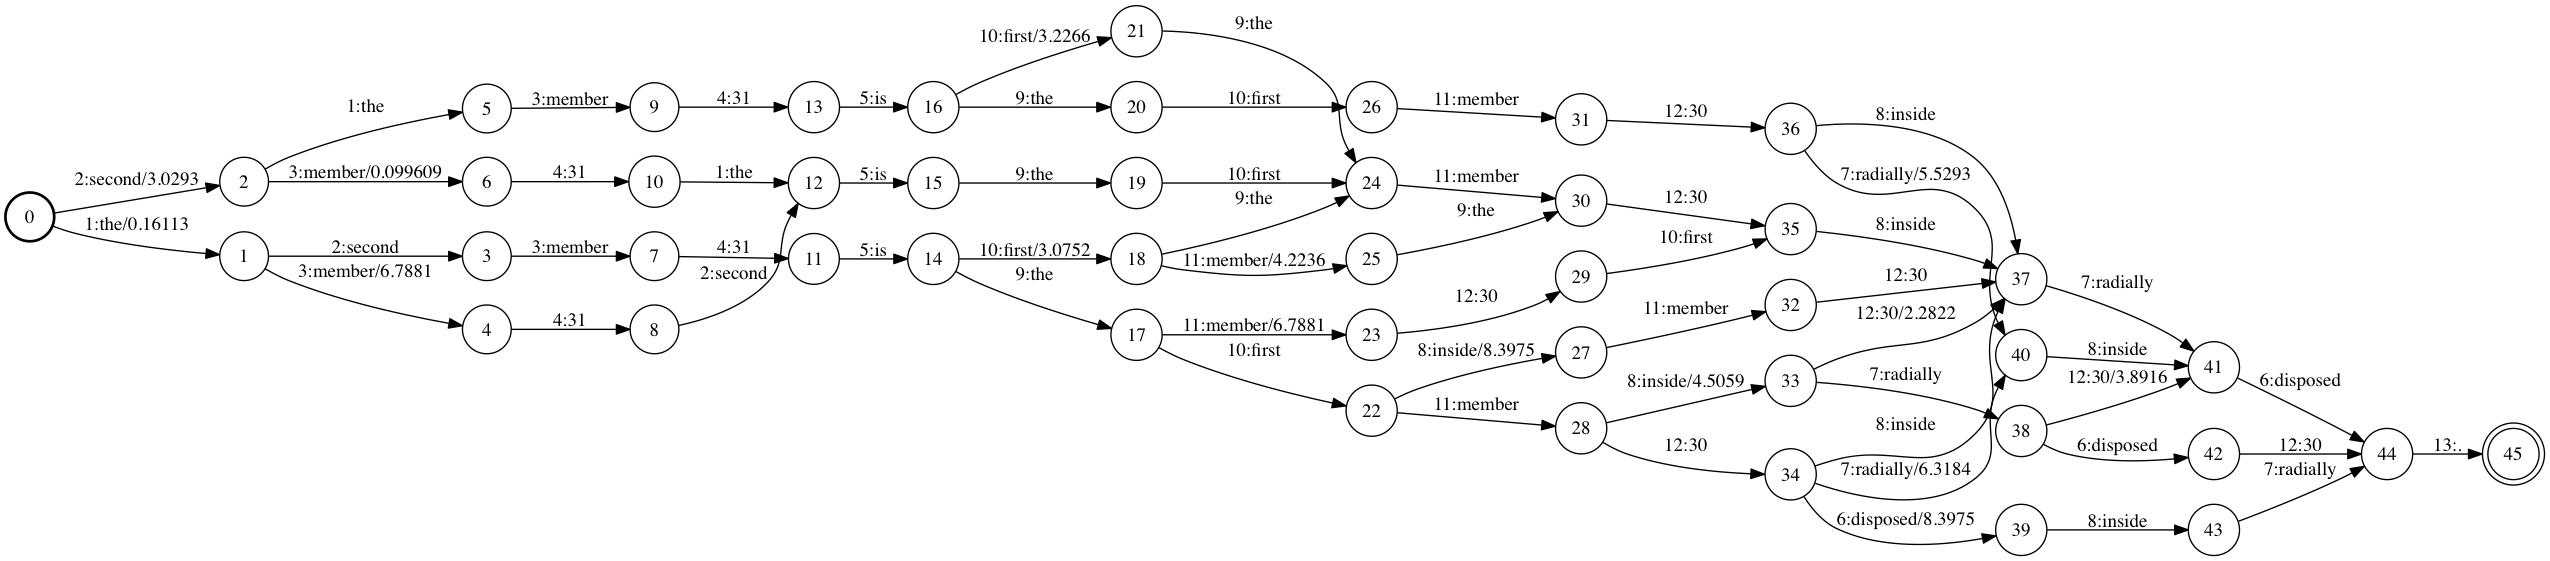 0
2:second/3.0293
1:the/0.16113
2
1
1:the
3:member/0.099609
2:second
3:member/6.7881
5
6
3
4
3:member
4:31
3:member
4:31
9
10
7
8
4:31
1:the
4:31
2:second
13
12
11
5:is
5:is
5:is
16
15
14
10:first/3.2266
9:the
9:the
10:first/3.0752
9:the
21
20
19
18
17
9:the
10:first
10:first
9:the
11:member/4.2236
11:member/6.7881
10:first
26
24
25
23
22
11:member
11:member
9:the
12:30
8:inside/8.3975
11:member
31
30
29
27
28
12:30
12:30
10:first
11:member
8:inside/4.5059
12:30
36
35
32
33
34
8:inside
7:radially/5.5293
8:inside
12:30
12:30/2.2822
7:radially
8:inside
7:radially/6.3184
6:disposed/8.3975
37
40
38
39
7:radially
8:inside
12:30/3.8916
6:disposed
8:inside
41
42
43
6:disposed
12:30
7:radially
44
13:.
45